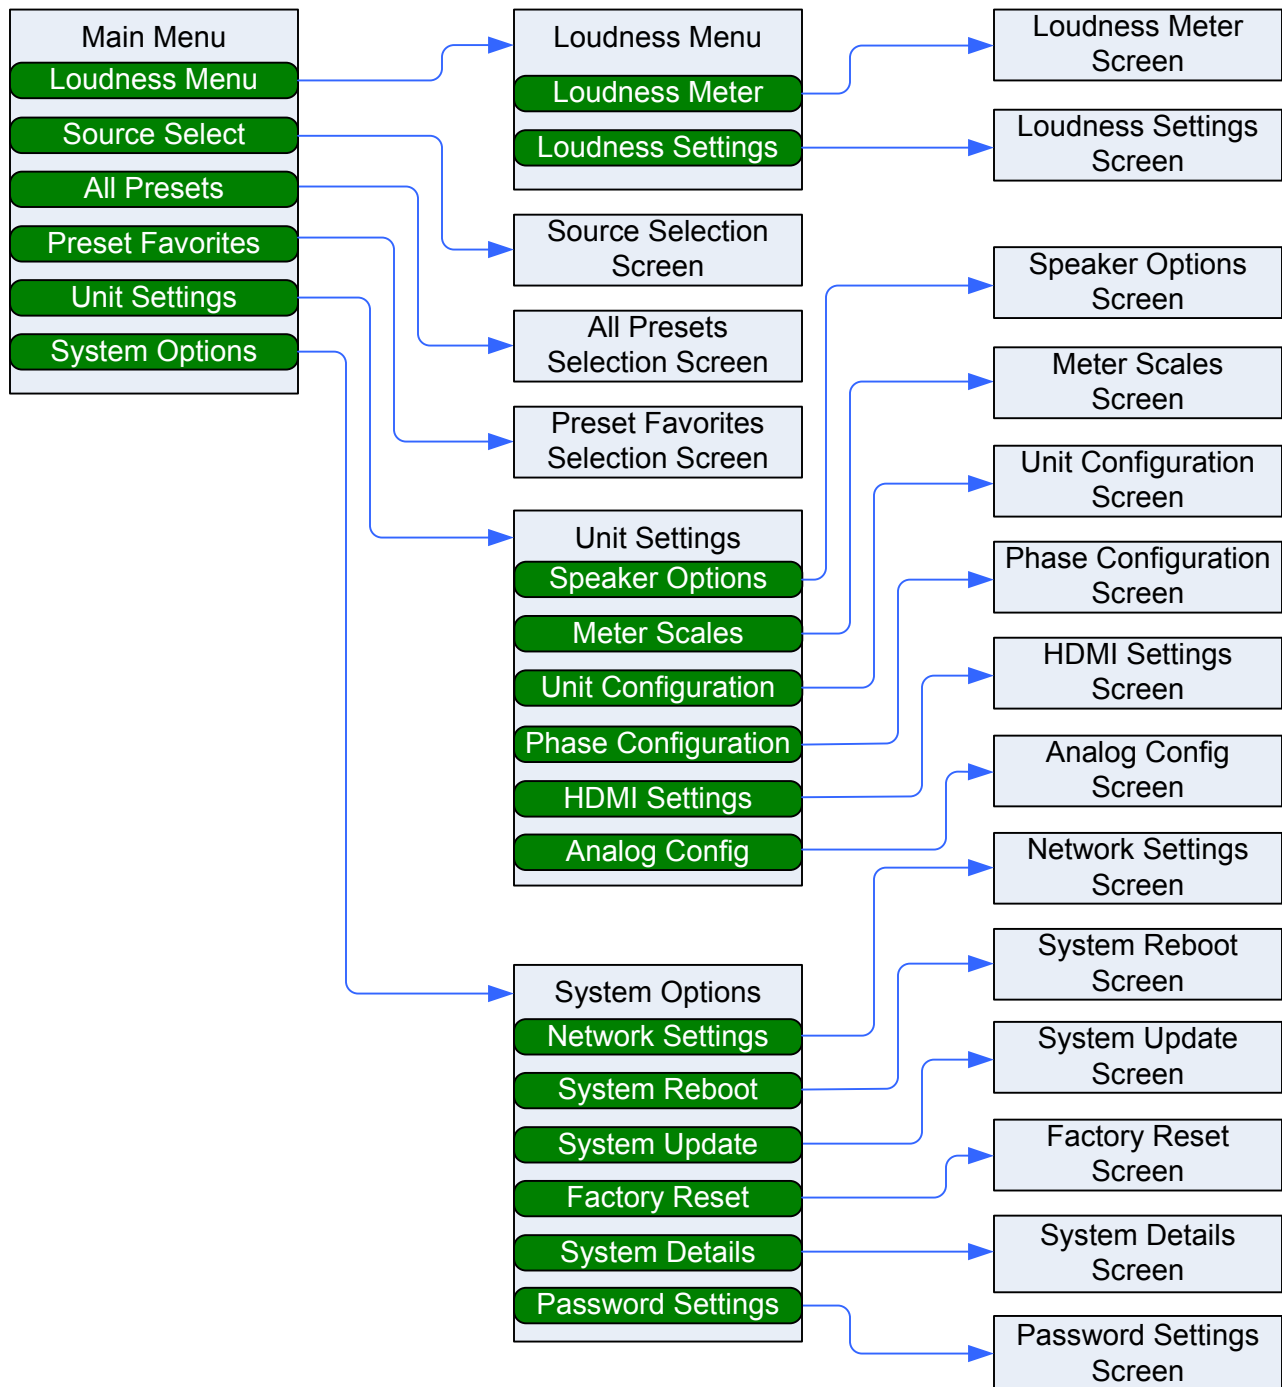 Main Menu
Loudness Menu
Source Select
All Presets
Preset Favorites
Unit Settings
System Options
Loudness Menu
Loudness Meter
Loudness Settings
Source Selection
Screen
All Presets
Selection Screen
Preset Favorites
Selection Screen
Unit Settings
Speaker Options
Meter Scales
Unit Configuration
Phase Configuration
HDMI Settings
Analog Config
System Options
Network Settings
System Reboot
System Update
Factory Reset
System Details
Password Settings
Loudness Meter
Screen
Loudness Settings
Screen
Speaker Options
Screen
Meter Scales
Screen
Unit Configuration
Screen
Phase Configuration
Screen
HDMI Settings
Screen
Analog Config
Screen
Network Settings
Screen
System Reboot
Screen
System Update
Screen
Factory Reset
Screen
System Details
Screen
Password Settings
Screen